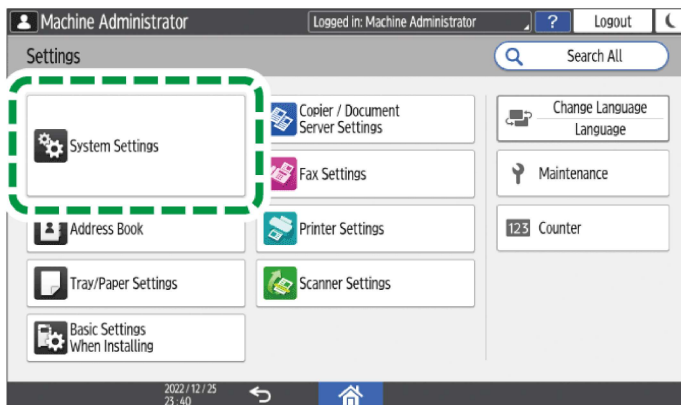 Machine Administrator
Logged in: Machine Administrator
?
Logout
Settings
Search All
System Settings
Copier / Document
Server Settings
Change Language
Language
Fax Settings
Maintenance
Address Book
Printer Settings
123 Counter
Tray/Paper Settings
Scanner Settings
Basic Settings
When Installing
2022/12/25
23:40